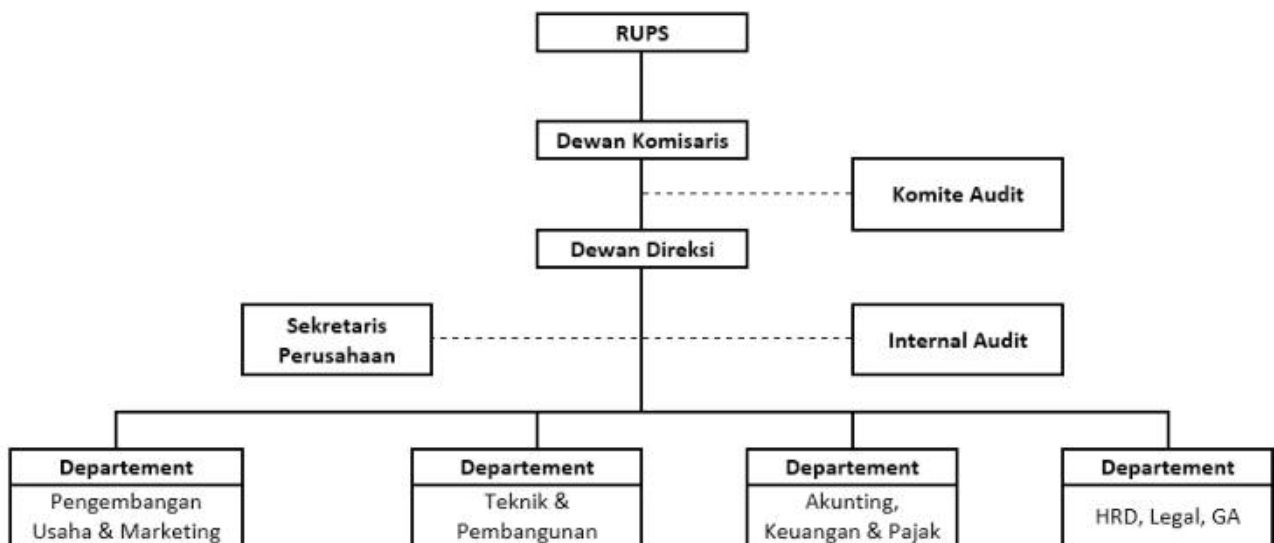 RUPS
Dewan Komisaris
Komite Audit
Dewan Direksi
Sekretaris
Perusahaan
Internal Audit
Departement
Pengembangan
Usaha & Marketing
Departement
Teknik &
Pembangunan
Departement
Akunting,
Keuangan & Pajak
Departement
HRD, Legal, GA